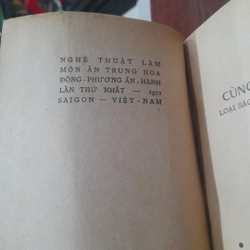 NGHỆ THUẬT LÀM
MÓN ĂN TRUNG HOA
ĐÔNG-PHƯƠNG ẤN-HÀNH
LẦN THỨ NHẤT — 1971
SAIGON — VIỆT-NAM
CÙNG
LOẠI SÁC